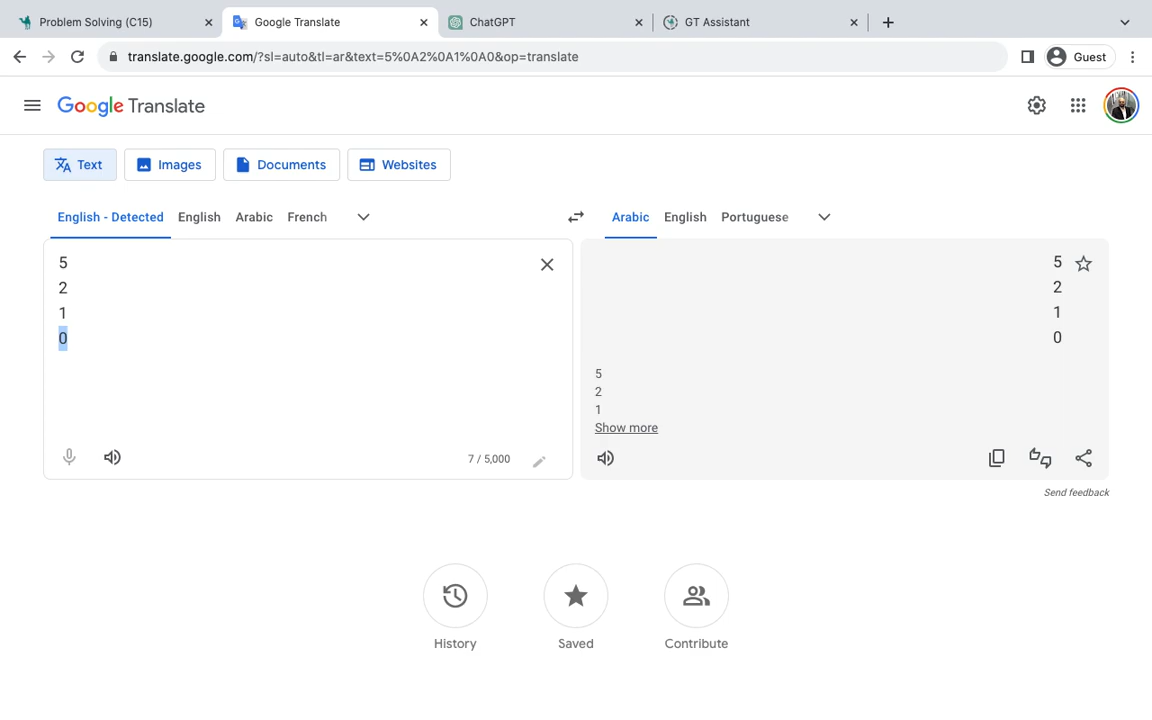 Problem Solving (C15)
Google Translate
ChatGPT
GT Assistant
translate.google.com/?sl=auto&tl=ar&text=5%0A2%0A1%0A0&op=translate
Guest
Google Translate
Text
Images
Documents
Websites
English - Detected
English
Arabic
French
Arabic
English
Portuguese
5
2
1
0
7 / 5,000
5
2
1
0
5
2
1
Show more
Send feedback
History
Saved
Contribute